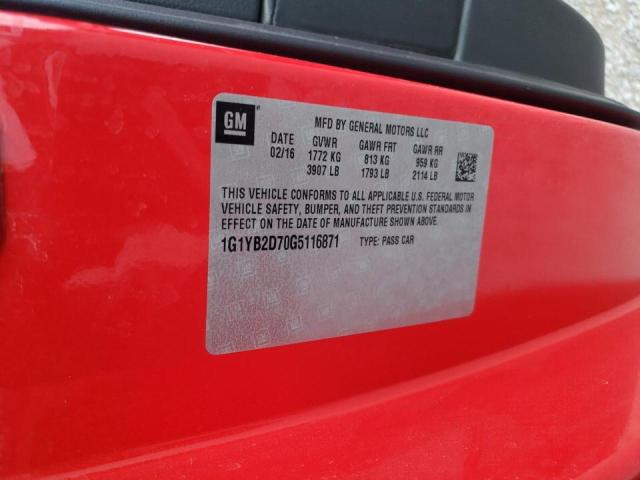 GM
MFD BY GENERAL MOTORS LLC
DATE GVWR GAWR FRT GAWR RR
02/16 1772 KG 813 KG 959 KG
3907 LB 1793 LB 2114 LB
THIS VEHICLE CONFORMS TO ALL APPLICABLE U.S. FEDERAL MOTOR
VEHICLE SAFETY, BUMPER, AND THEFT PREVENTION STANDARDS
IN EFFECT ON THE DATE OF MANUFACTURE SHOWN ABOVE.
1G1YB2D70G5116871 TYPE: PASS CAR